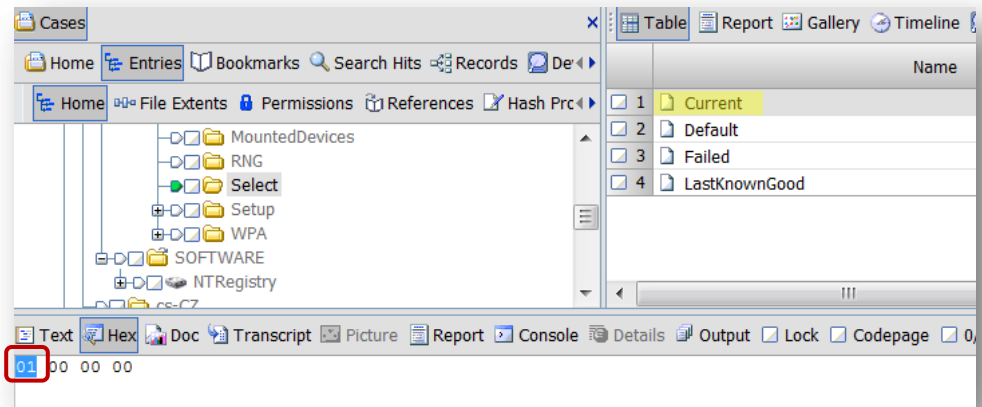 Cases
Home Entries Bookmarks Search Hits Records De
Home File Extents Permissions References Hash Prc
MountedDevices
RNG
Select
Setup
WPA
SOFTWARE
NTRegistry
cs-CZ
Table Report Gallery Timeline
Name
1 Current
2 Default
3 Failed
4 LastKnownGood
Text Hex Doc Transcript Picture Report Console Details Output Lock Codepage 0/
01 00 00 00